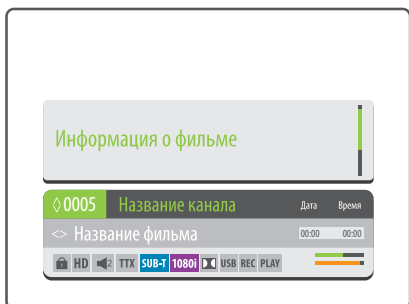 Информация о фильме
0005 Название канала Дата Время
<> Название фильма 00:00 00:00
HD 2 TTX SUB-T 1080i USB REC PLAY